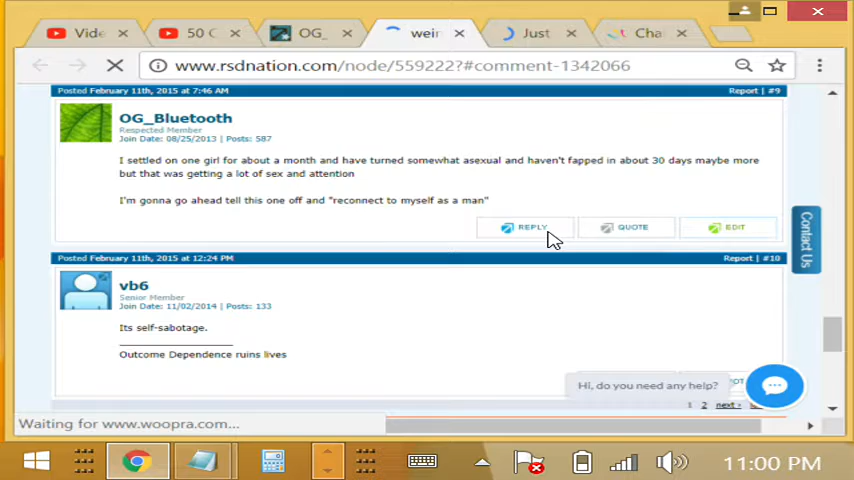 Vide
50 C
OG_
wein
Just
Cha
www.rsdnation.com/node/559222?#comment-1342066
Posted February 11th, 2015 at 7:46 AM
Report | #9
OG_Bluetooth
Respected Member
Join Date: 08/25/2013 | Posts: 587
I settled on one girl for about a month and have turned somewhat asexual and haven't fapped in about 30 days maybe more
but that was getting a lot of sex and attention
I'm gonna go ahead tell this one off and "reconnect to myself as a man"
REPLY
QUOTE
EDIT
Contact Us
Posted February 11th, 2015 at 12:24 PM
Report | #10
vb6
Senior Member
Join Date: 11/02/2014 | Posts: 133
Its self-sabotage.
Outcome Dependence ruins lives
Hi, do you need any help?
1 2 next ›
Waiting for www.woopra.com...
11:00 PM